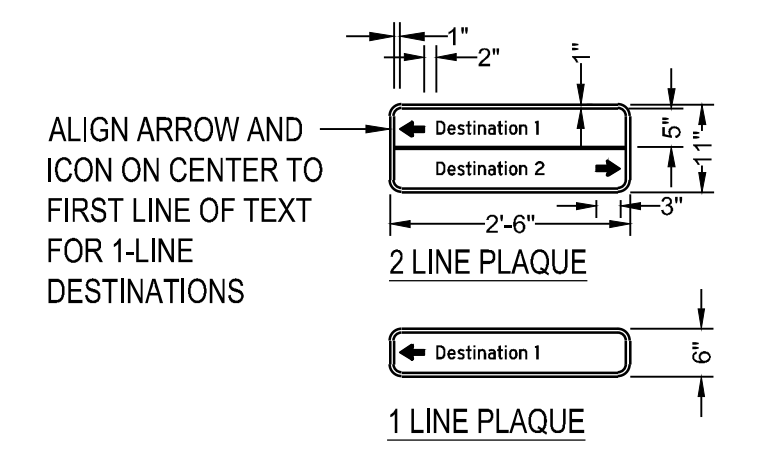 1"
2"
1"
ALIGN ARROW AND
ICON ON CENTER TO
FIRST LINE OF TEXT
FOR 1-LINE
DESTINATIONS
Destination 1
Destination 2
5"
11"
3"
2'-6"
2 LINE PLAQUE
Destination 1
6"
1 LINE PLAQUE